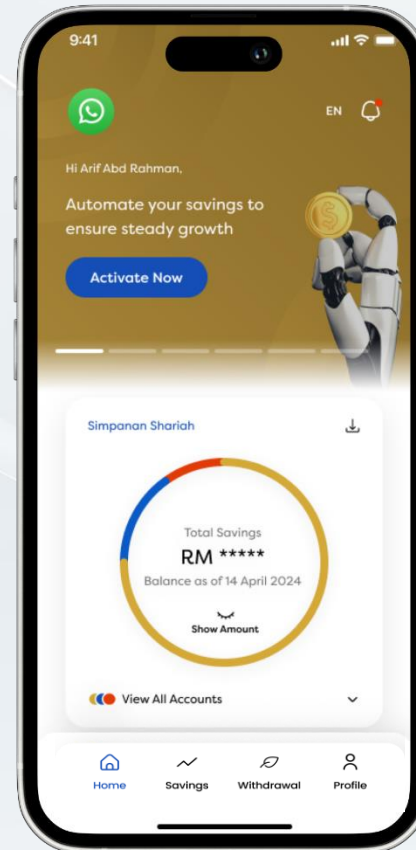 9:41
EN
Hi Arif Abd Rahman,
Automate your savings to
ensure steady growth
Activate Now
Simpanan Shariah
Total Savings
RM *****
Balance as of 14 April 2024
Show Amount
View All Accounts
Home Savings Withdrawal Profile